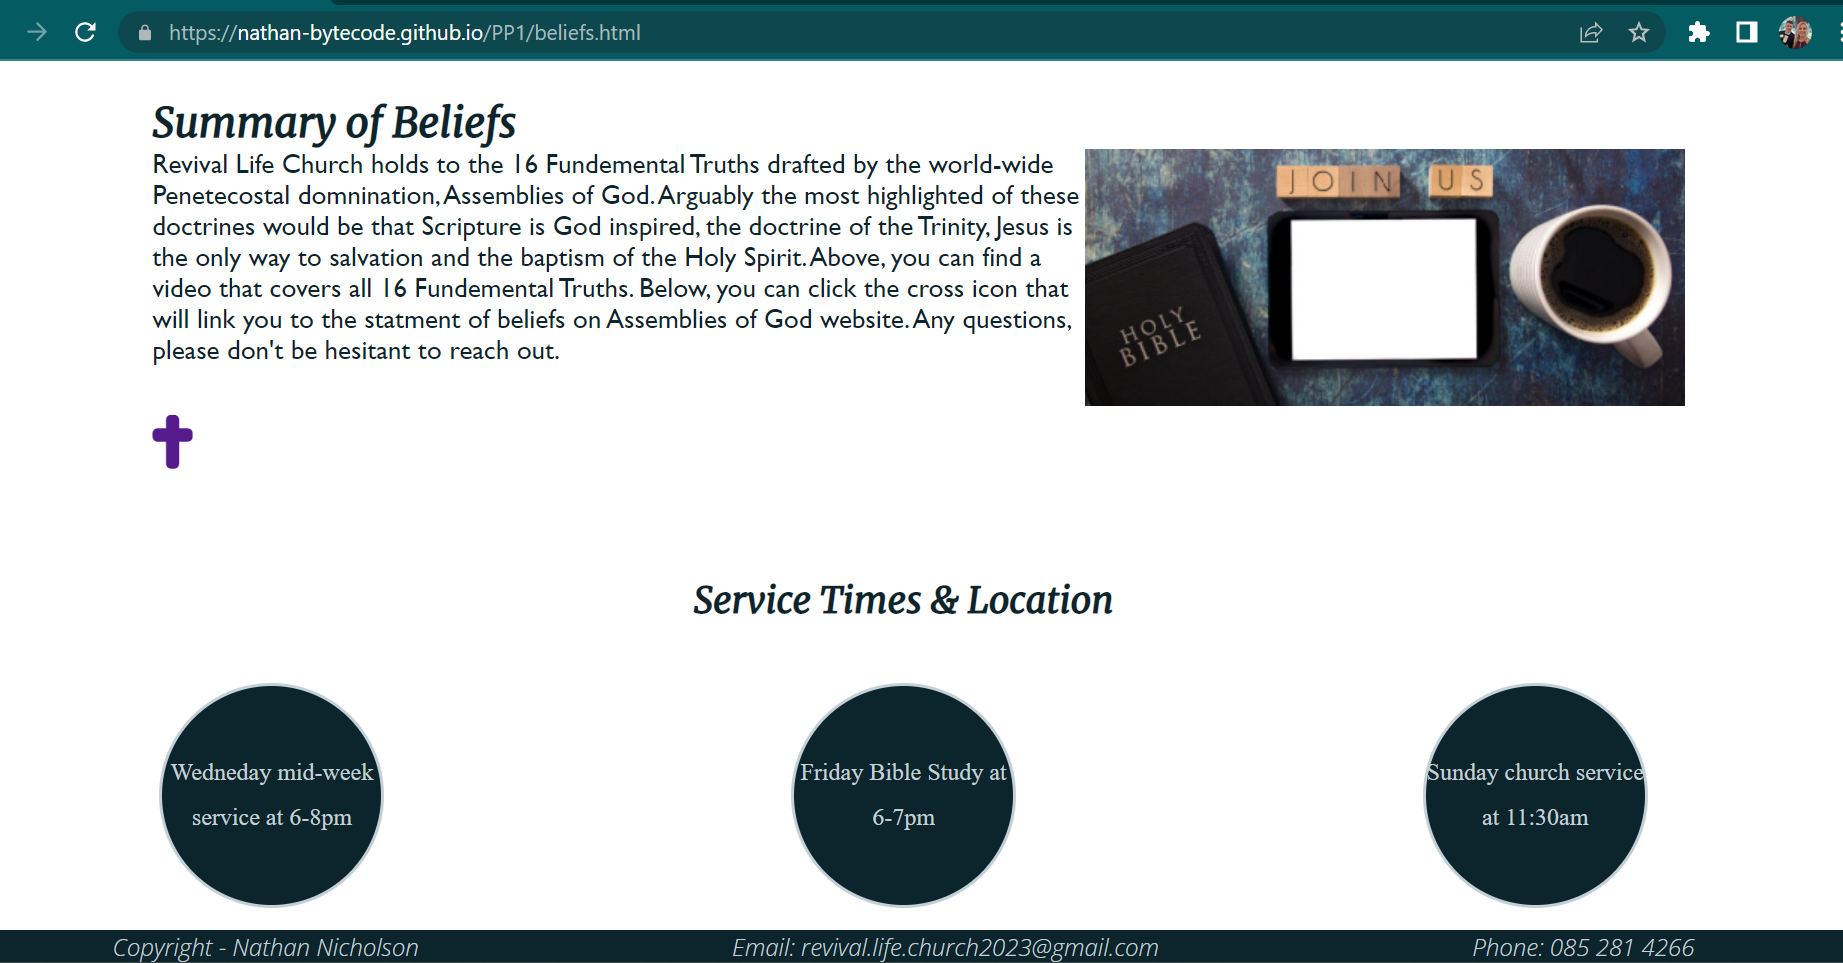 https://nathan-bytecode.github.io/PP1/beliefs.html
Summary of Beliefs
Revival Life Church holds to the 16 Fundemental Truths drafted by the world-wide
Penetecostal domnination, Assemblies of God. Arguably the most highlighted of these
doctrines would be that Scripture is God inspired, the doctrine of the Trinity, Jesus is
the only way to salvation and the baptism of the Holy Spirit. Above, you can find a
video that covers all 16 Fundemental Truths. Below, you can click the cross icon that
will link you to the statment of beliefs on Assemblies of God website. Any questions,
please don't be hesitant to reach out.
JOIN US
HOLY
BIBLE
Service Times & Location
Wedneday mid-week
service at 6-8pm
Friday Bible Study at
6-7pm
Sunday church service
at 11:30am
Copyright - Nathan Nicholson
Email: revival.life.church2023@gmail.com
Phone: 085 281 4266